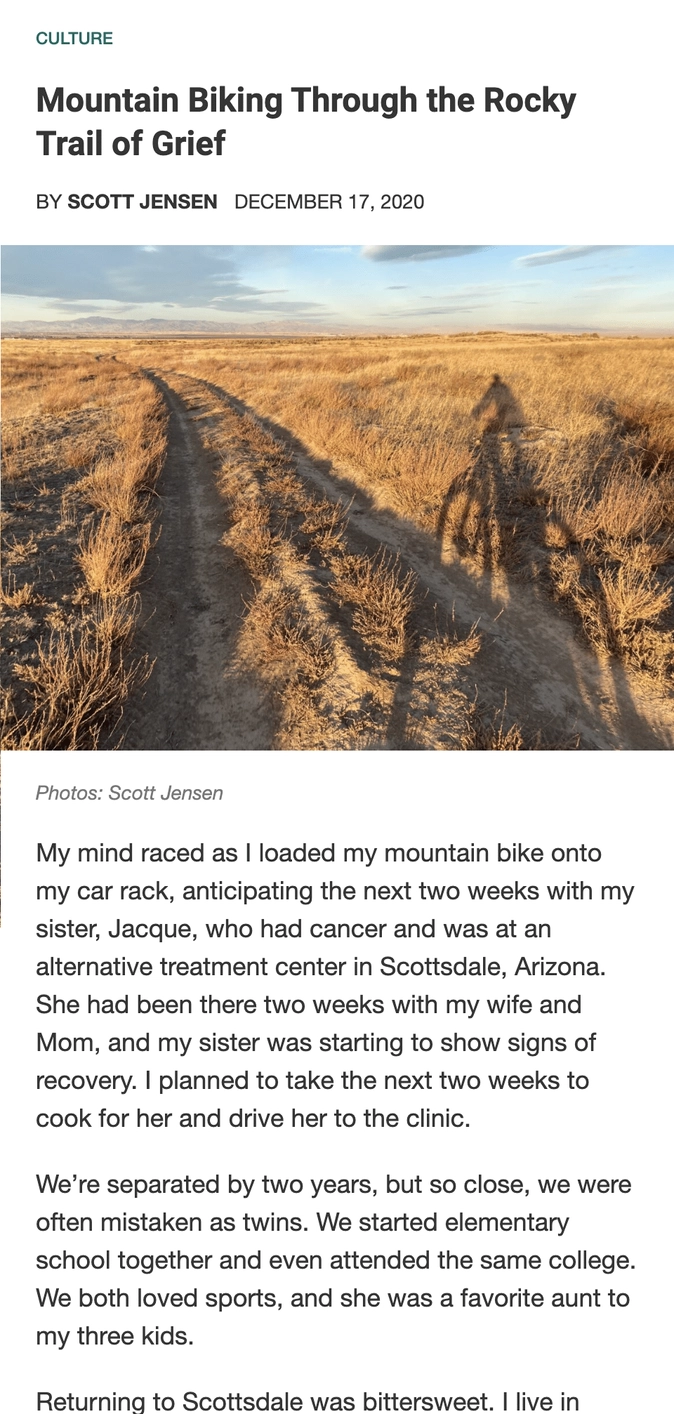 CULTURE
Mountain Biking Through the Rocky
Trail of Grief
BY SCOTT JENSEN DECEMBER 17, 2020
Photos: Scott Jensen
My mind raced as I loaded my mountain bike onto
my car rack, anticipating the next two weeks with my
sister, Jacque, who had cancer and was at an
alternative treatment center in Scottsdale, Arizona.
She had been there two weeks with my wife and
Mom, and my sister was starting to show signs of
recovery. I planned to take the next two weeks to
cook for her and drive her to the clinic.
We’re separated by two years, but so close, we were
often mistaken as twins. We started elementary
school together and even attended the same college.
We both loved sports, and she was a favorite aunt to
my three kids.
Returning to Scottsdale was bittersweet. I live in